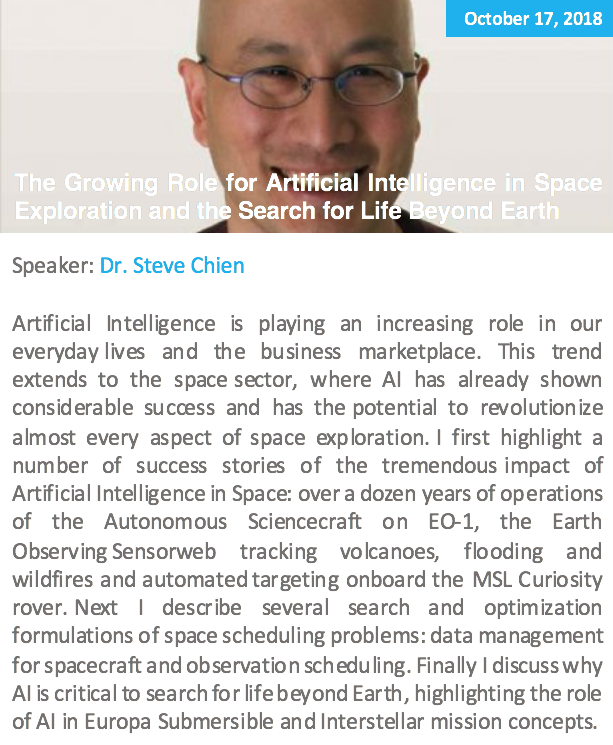 October 17, 2018
The Growing Role for Artificial Intelligence in Space
Exploration and the Search for Life Beyond Earth
Speaker: Dr. Steve Chien
Artificial Intelligence is playing an increasing role in our
everyday lives and the business marketplace. This trend
extends to the space sector, where AI has already shown
considerable success and has the potential to revolutionize
almost every aspect of space exploration. I first highlight a
number of success stories of the tremendous impact of
Artificial Intelligence in Space: over a dozen years of operations
of the Autonomous Sciencecraft on EO-1, the Earth
Observing Sensorweb tracking volcanoes, flooding and
wildfires and automated targeting onboard the MSL Curiosity
rover. Next I describe several search and optimization
formulations of space scheduling problems: data management
for spacecraft and observation scheduling. Finally I discuss why
AI is critical to search for life beyond Earth, highlighting the role
of AI in Europa Submersible and Interstellar mission concepts.